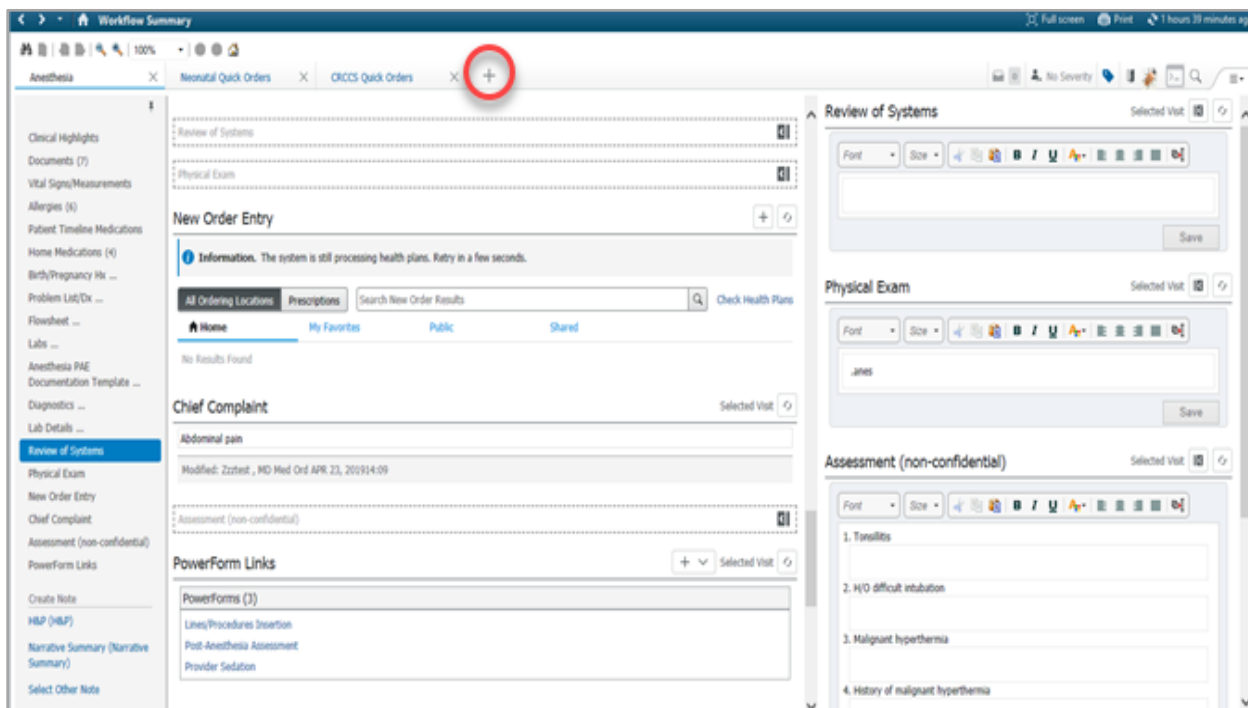 Workflow Summary
Full screen Print 1 hours 39 minutes ago
100%
Anesthesia
Neonatal Quick Orders
CRCCS Quick Orders
No Severity
Clinical Highlights
Documents (7)
Vital Signs/Measurements
Allergies (6)
Patient Timeline Medications
Home Medications (4)
Birth/Pregnancy Hx ...
Problem List/Dx ...
Flowsheet ...
Labs ...
Anesthesia PAE
Documentation Template ...
Diagnostics ...
Lab Details ...
Review of Systems
Physical Exam
New Order Entry
Chief Complaint
Assessment (non-confidential)
PowerForm Links
Create Note
H&P (H&P)
Narrative Summary (Narrative
Summary)
Select Other Note
Review of Systems
Physical Exam
New Order Entry
Information. The system is still processing health plans. Retry in a few seconds.
All Ordering Locations Prescriptions Search New Order Results Check Health Plans
Home My Favorites Public Shared
No Results Found
Chief Complaint Selected Visit
Abdominal pain
Modified: Zzztest , MD Med Ord APR 23, 201914:09
Assessment (non-confidential)
PowerForm Links Selected Visit
PowerForms (3)
Lines/Procedures Insertion
Post-Anesthesia Assessment
Provider Sedation
Review of Systems Selected Visit
Font Size B I U A
Save
Physical Exam Selected Visit
Font Size B I U A
.anes
Save
Assessment (non-confidential) Selected Visit
Font Size B I U A
1. Tonsillitis
2. H/O difficult intubation
3. Malignant hyperthermia
4. History of malignant hyperthermia